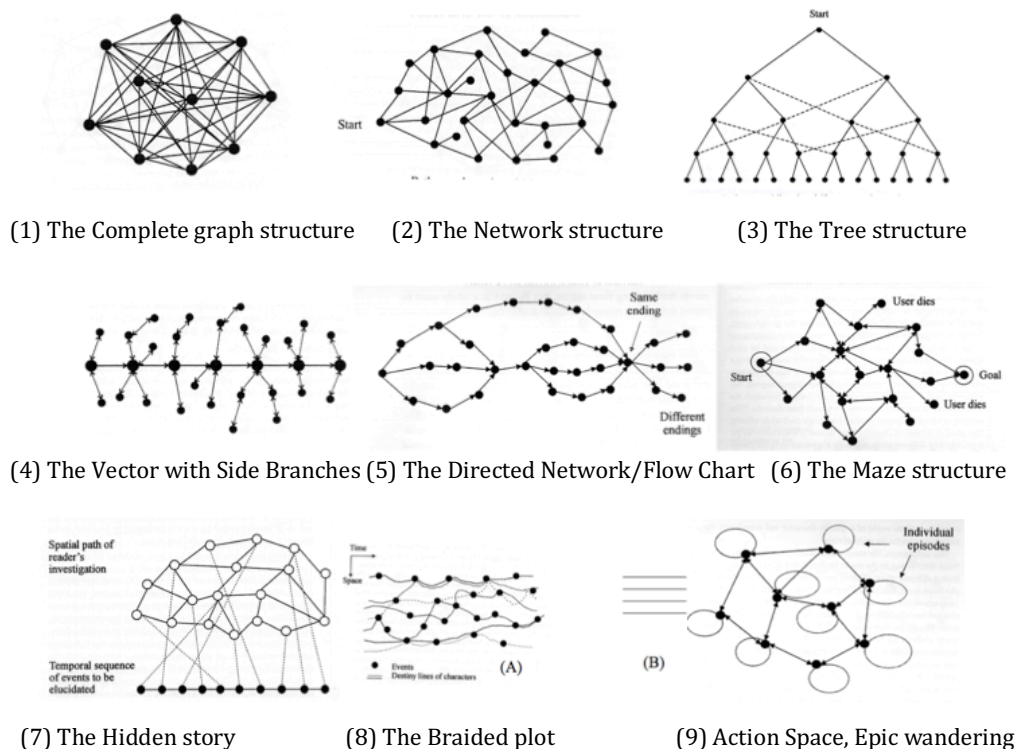 Start
Start
(1) The Complete graph structure
(2) The Network structure
(3) The Tree structure
Same
ending
Different
endings
User dies
Start
Goal
User dies
(4) The Vector with Side Branches
(5) The Directed Network/Flow Chart
(6) The Maze structure
Spatial path of
reader's
investigation
Temporal sequence
of events to be
elucidated
Time
Space
Events
Destiny lines of characters
(A)
(B)
Individual
episodes
(7) The Hidden story
(8) The Braided plot
(9) Action Space, Epic wandering